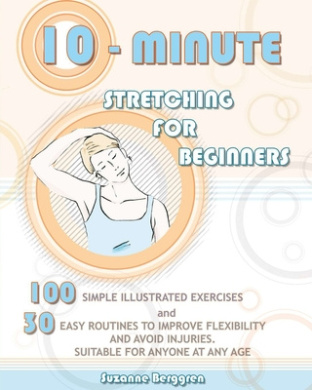 10 - MINUTE
STRETCHING
FOR
BEGINNERS
100 SIMPLE ILLUSTRATED EXERCISES
and
30 EASY ROUTINES TO IMPROVE FLEXIBILITY
AND AVOID INJURIES.
SUITABLE FOR ANYONE AT ANY AGE
Suzanne Berggren